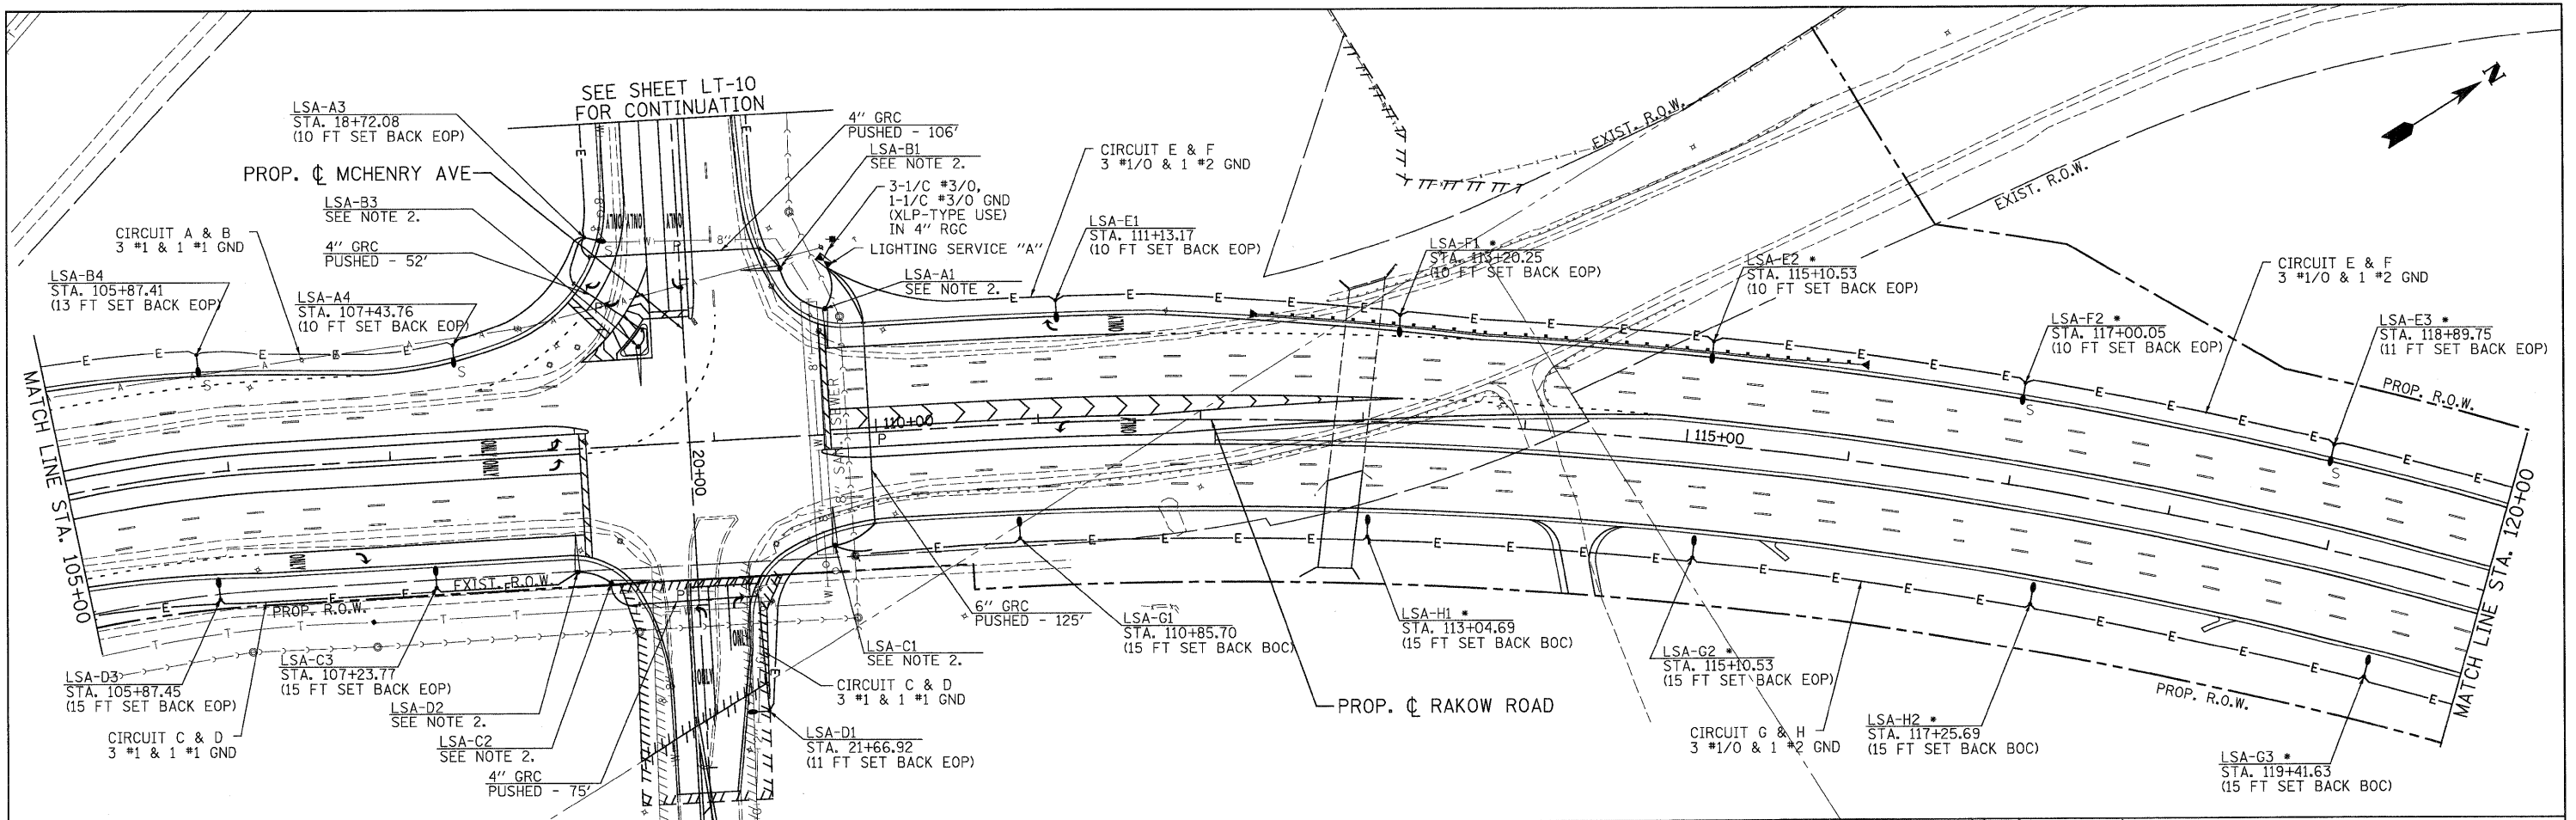 SEE SHEET LT-10
FOR CONTINUATION
LSA-A3
STA. 18+72.08
(10 FT SET BACK EOP)
PROP. ℄ MCHENRY AVE
LSA-B3
SEE NOTE 2.
CIRCUIT A & B
3 #1 & 1 #1 GND
4" GRC
PUSHED - 52'
LSA-B4
STA. 105+87.41
(13 FT SET BACK EOP)
LSA-A4
STA. 107+43.76
(10 FT SET BACK EOP)
4" GRC
PUSHED - 106'
LSA-B1
SEE NOTE 2.
3-1/C #3/0,
1-1/C #3/0 GND
(XLP-TYPE USE)
IN 4" RGC
LIGHTING SERVICE "A"
LSA-A1
SEE NOTE 2.
CIRCUIT E & F
3 #1/0 & 1 #2 GND
LSA-E1
STA. 111+13.17
(10 FT SET BACK EOP)
LSA-F1 *
STA. 113+20.25
(10 FT SET BACK EOP)
LSA-E2 *
STA. 115+10.53
(10 FT SET BACK EOP)
EXIST. R.O.W.
EXIST. R.O.W.
N
CIRCUIT E & F
3 #1/0 & 1 #2 GND
LSA-F2 *
STA. 117+00.05
(10 FT SET BACK EOP)
LSA-E3 *
STA. 118+89.75
(11 FT SET BACK EOP)
PROP. R.O.W.
MATCH LINE STA. 105+00
ONLY ONLY
ONLY
ONLY
ONLY
ONLY ONLY
ONLY
ONLY
ONLY
110+00
115+00
20+00
8" SAN SEWER
MATCH LINE STA. 120+00
EXIST. R.O.W.
PROP. R.O.W.
LSA-D3
STA. 105+87.45
(15 FT SET BACK EOP)
CIRCUIT C & D
3 #1 & 1 #1 GND
LSA-C3
STA. 107+23.77
(15 FT SET BACK EOP)
LSA-D2
SEE NOTE 2.
LSA-C2
SEE NOTE 2.
4" GRC
PUSHED - 75'
LSA-D1
STA. 21+66.92
(11 FT SET BACK EOP)
CIRCUIT C & D
3 #1 & 1 #1 GND
LSA-C1
SEE NOTE 2.
6" GRC
PUSHED - 125'
LSA-G1
STA. 110+85.70
(15 FT SET BACK BOC)
PROP. ℄ RAKOW ROAD
LSA-H1 *
STA. 113+04.69
(15 FT SET BACK BOC)
LSA-G2 *
STA. 115+10.53
(15 FT SET BACK EOP)
CIRCUIT G & H
3 #1/0 & 1 #2 GND
LSA-H2 *
STA. 117+25.69
(15 FT SET BACK BOC)
PROP. R.O.W.
LSA-G3 *
STA. 119+41.63
(15 FT SET BACK BOC)